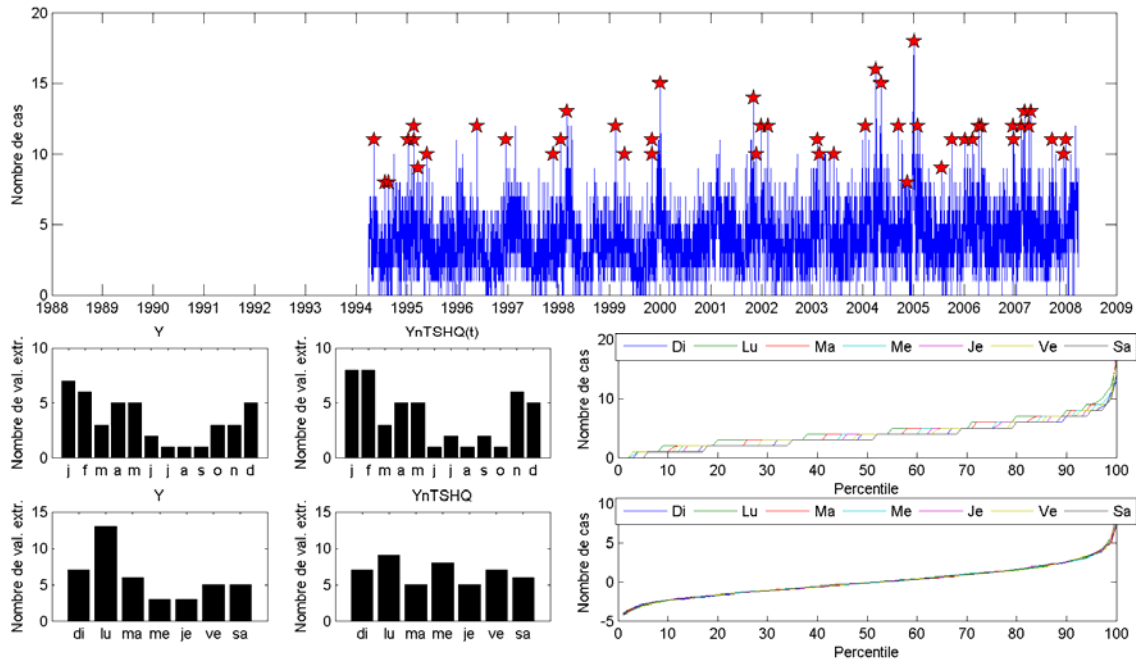 20
15
10
5
0
Nombre de cas
1988 1989 1990 1991 1992 1993 1994 1995 1996 1997 1998 1999 2000 2001 2002 2003 2004 2005 2006 2007 2008 2009
Y
10
5
0
Nombre de val. extr.
j f m a m j j a s o n d
YnTSHQ(t)
10
5
0
Nombre de val. extr.
j f m a m j j a s o n d
20
10
0
Nombre de cas
Di Lu Ma Me Je Ve Sa
0 10 20 30 40 50 60 70 80 90 100
Percentile
Y
15
10
5
0
Nombre de val. extr.
di lu ma me je ve sa
YnTSHQ
15
10
5
0
Nombre de val. extr.
di lu ma me je ve sa
10
5
0
-5
Nombre de cas
Di Lu Ma Me Je Ve Sa
0 10 20 30 40 50 60 70 80 90 100
Percentile